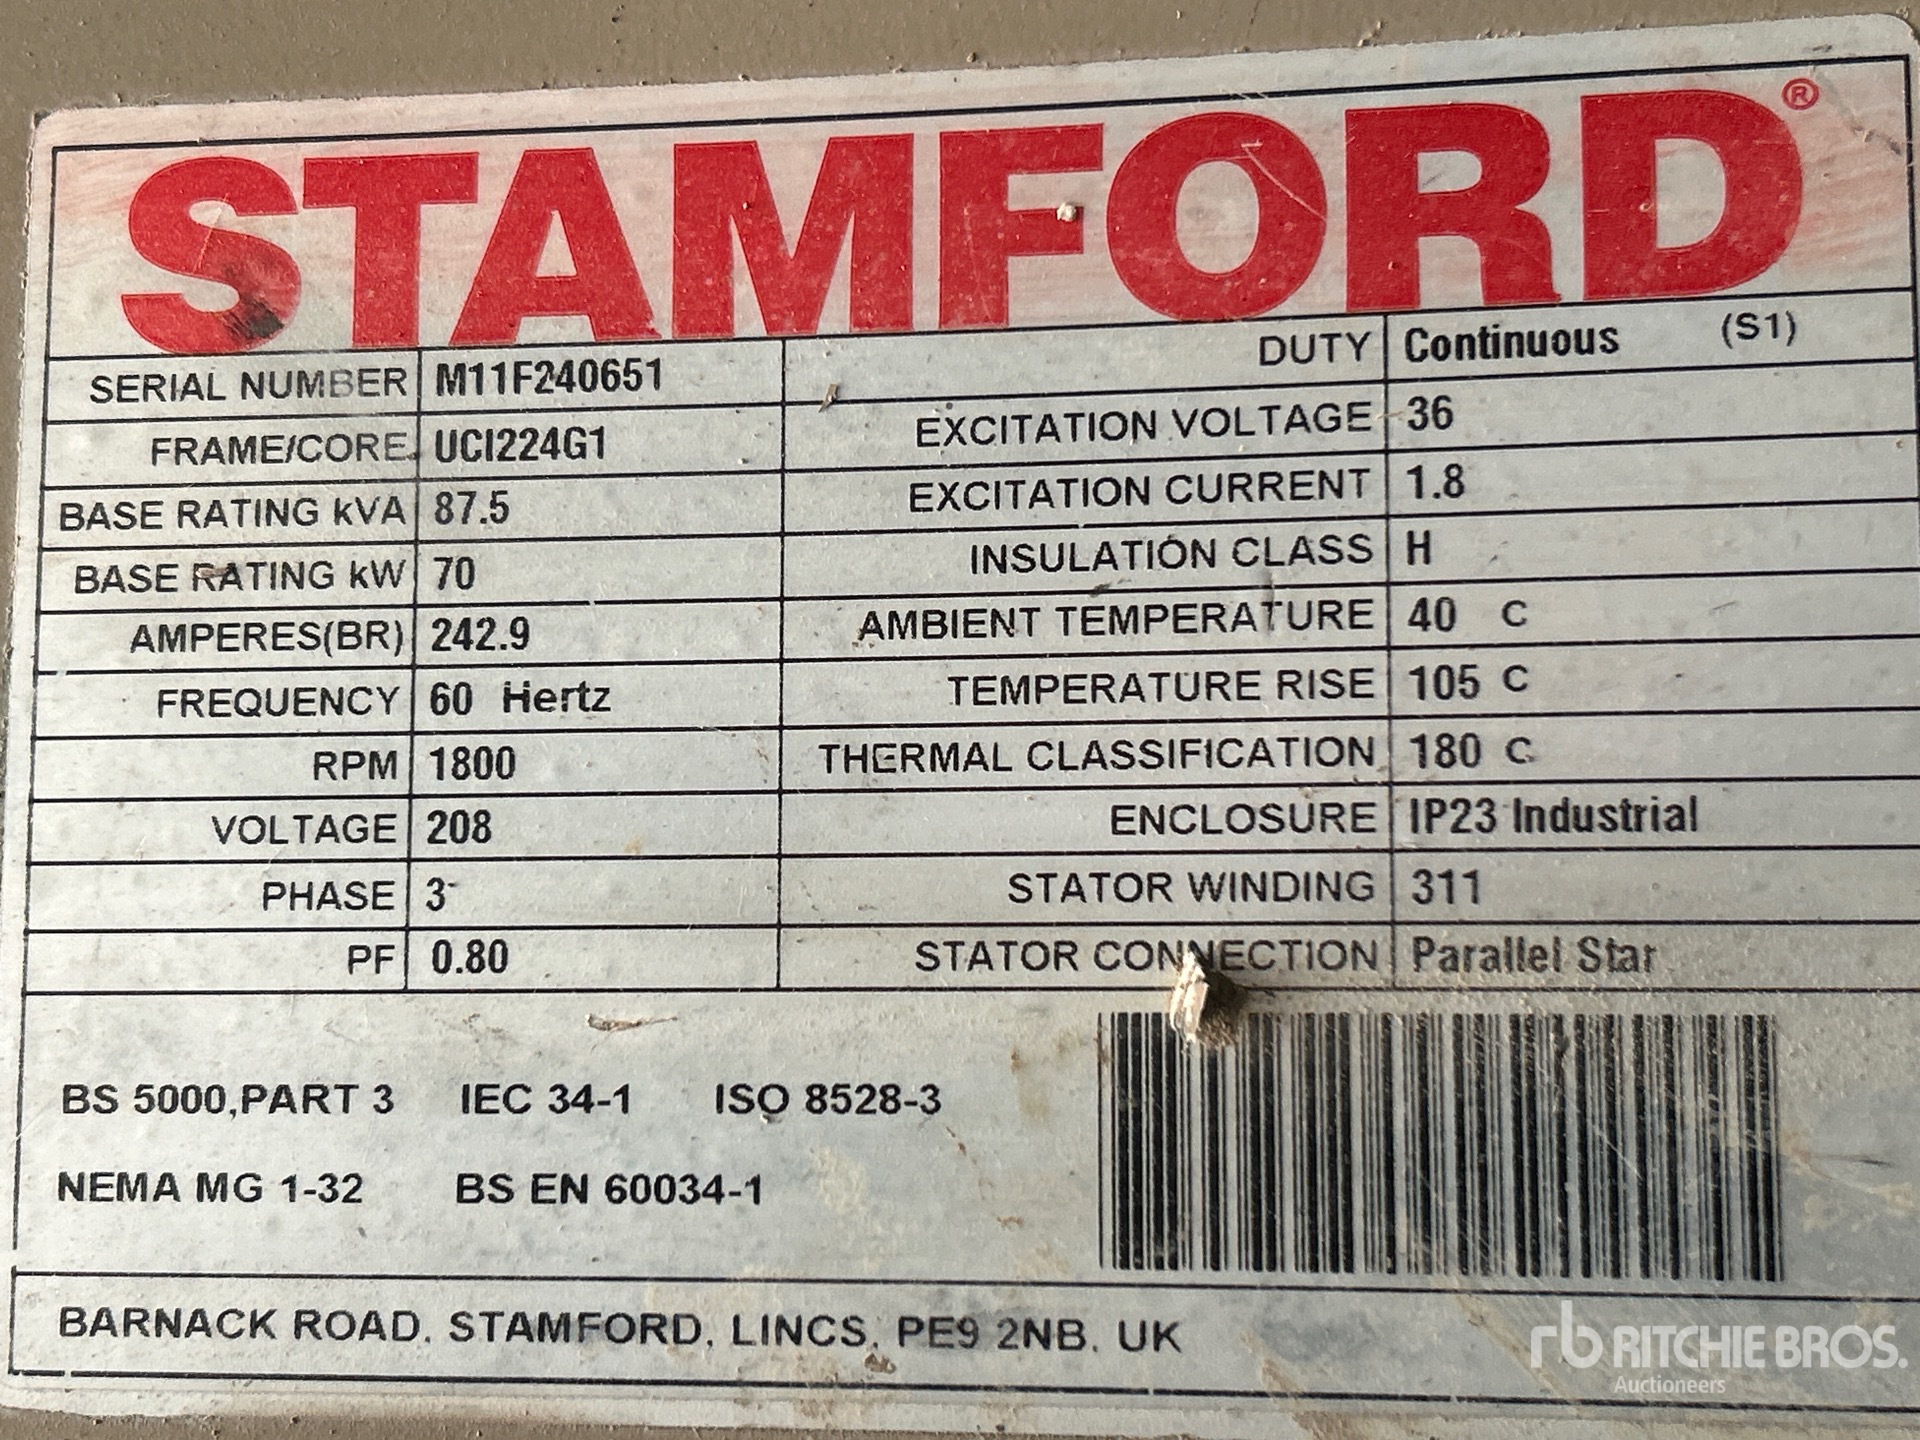 STAMFORD®
SERIAL NUMBER M11F240651
FRAME/CORE UCI224G1
BASE RATING kVA 87.5
BASE RATING kW 70
AMPERES(BR) 242.9
FREQUENCY 60 Hertz
RPM 1800
VOLTAGE 208
PHASE 3
PF 0.80
DUTY Continuous (S1)
EXCITATION VOLTAGE 36
EXCITATION CURRENT 1.8
INSULATION CLASS H
AMBIENT TEMPERATURE 40 C
TEMPERATURE RISE 105 C
THERMAL CLASSIFICATION 180 C
ENCLOSURE IP23 Industrial
STATOR WINDING 311
STATOR CONNECTION Parallel Star
BS 5000,PART 3 IEC 34-1 ISO 8528-3
NEMA MG 1-32 BS EN 60034-1
BARNACK ROAD, STAMFORD, LINCS, PE9 2NB. UK
rb RITCHIE BROS.
Auctioneers